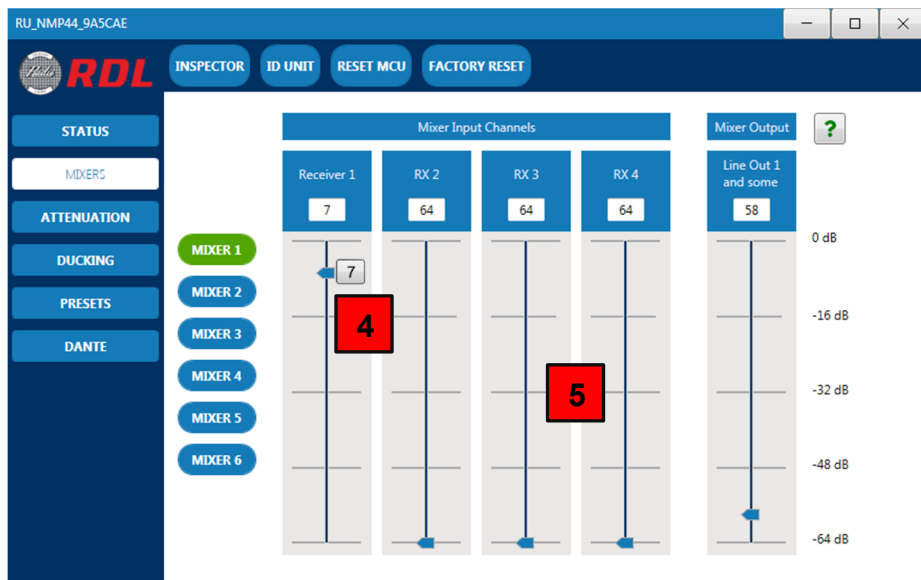 RU_NMP44_9A5CAE
RDL
INSPECTOR
ID UNIT
RESET MCU
FACTORY RESET
STATUS
MIXERS
ATTENUATION
DUCKING
PRESETS
DANTE
Mixer Input Channels
Mixer Output
?
Receiver 1
RX 2
RX 3
RX 4
Line Out 1
and some
7
64
64
64
58
MIXER 1
MIXER 2
MIXER 3
MIXER 4
MIXER 5
MIXER 6
7
4
5
0 dB
-16 dB
-32 dB
-48 dB
-64 dB